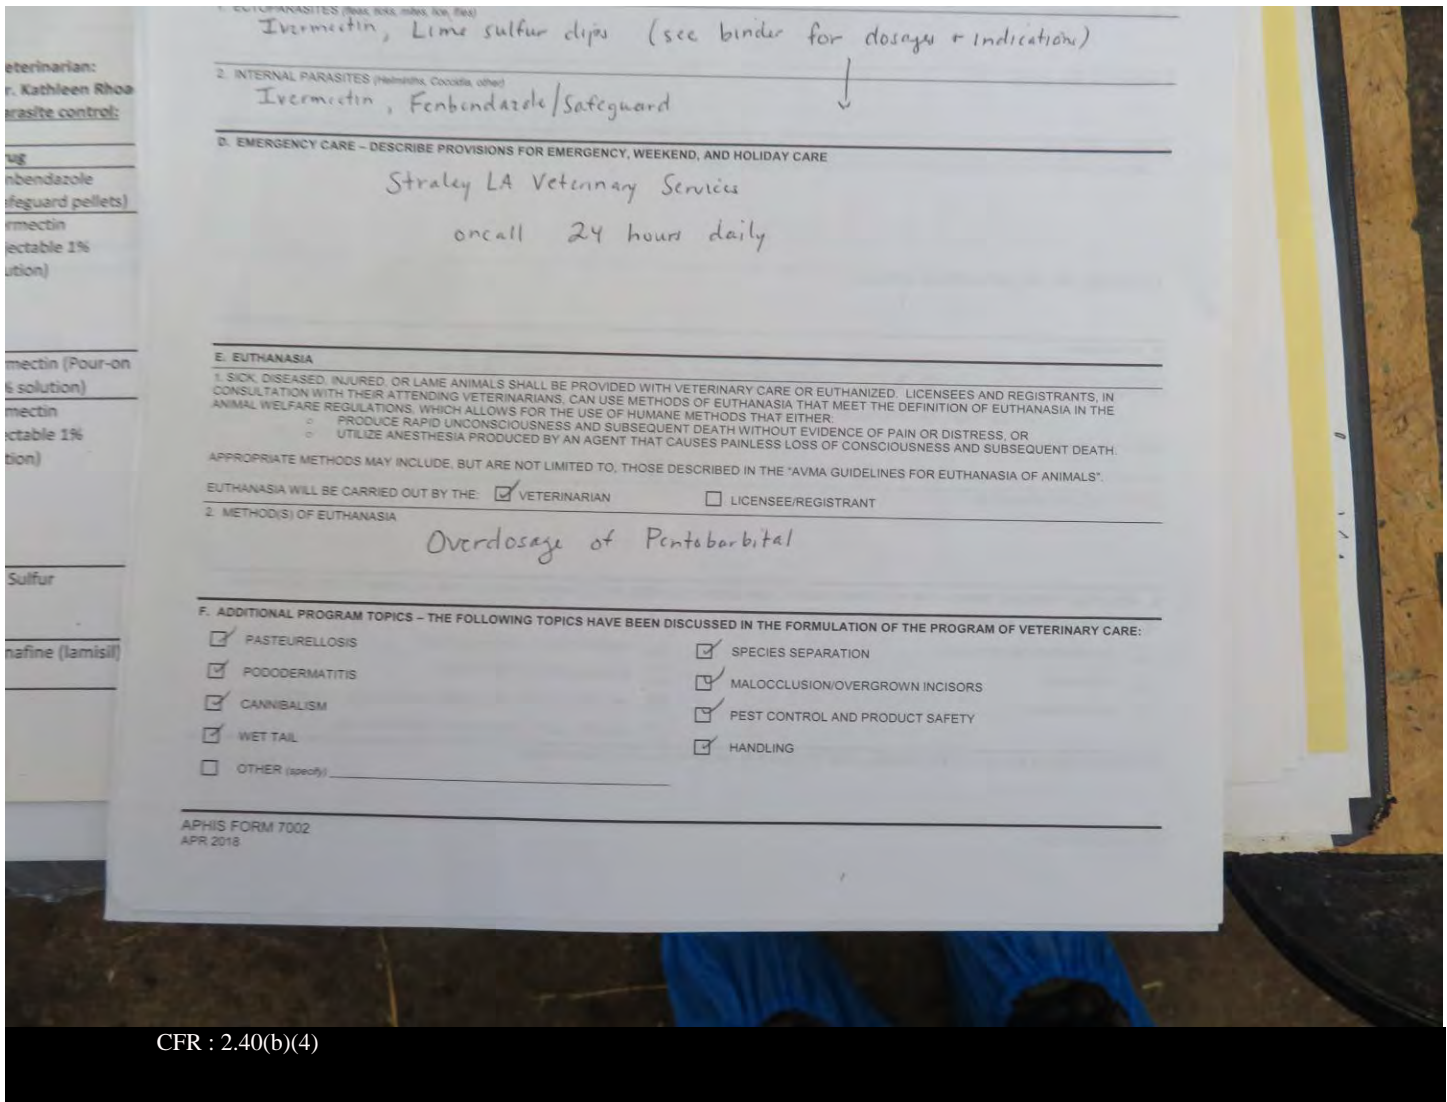 1. ECTOPARASITES (fleas, ticks, mites, lice, flies)
Ivermectin, Lime sulfur dips (see binder for dosages + indications)
2. INTERNAL PARASITES (Helminths, Coccidia, other)
Ivermectin, Fenbendazole/Safeguard
D. EMERGENCY CARE – DESCRIBE PROVISIONS FOR EMERGENCY, WEEKEND, AND HOLIDAY CARE
Straley LA Veterinary Services
oncall 24 hours daily
E. EUTHANASIA
1. SICK, DISEASED, INJURED, OR LAME ANIMALS SHALL BE PROVIDED WITH VETERINARY CARE OR EUTHANIZED. LICENSEES AND REGISTRANTS, IN
CONSULTATION WITH THEIR ATTENDING VETERINARIANS, CAN USE METHODS OF EUTHANASIA THAT MEET THE DEFINITION OF EUTHANASIA IN THE
ANIMAL WELFARE REGULATIONS, WHICH ALLOWS FOR THE USE OF HUMANE METHODS THAT EITHER:
○ PRODUCE RAPID UNCONSCIOUSNESS AND SUBSEQUENT DEATH WITHOUT EVIDENCE OF PAIN OR DISTRESS, OR
○ UTILIZE ANESTHESIA PRODUCED BY AN AGENT THAT CAUSES PAINLESS LOSS OF CONSCIOUSNESS AND SUBSEQUENT DEATH.
APPROPRIATE METHODS MAY INCLUDE, BUT ARE NOT LIMITED TO, THOSE DESCRIBED IN THE "AVMA GUIDELINES FOR EUTHANASIA OF ANIMALS".
EUTHANASIA WILL BE CARRIED OUT BY THE: ☑ VETERINARIAN ☐ LICENSEE/REGISTRANT
2. METHOD(S) OF EUTHANASIA
Overdosage of Pentobarbital
F. ADDITIONAL PROGRAM TOPICS – THE FOLLOWING TOPICS HAVE BEEN DISCUSSED IN THE FORMULATION OF THE PROGRAM OF VETERINARY CARE:
☑ PASTEURELLOSIS
☑ PODODERMATITIS
☑ CANNIBALISM
☑ WET TAIL
☐ OTHER (specify)
☑ SPECIES SEPARATION
☑ MALOCCLUSION/OVERGROWN INCISORS
☑ PEST CONTROL AND PRODUCT SAFETY
☑ HANDLING
APHIS FORM 7002
APR 2018
eterinarian:
r. Kathleen Rhoa
arasite control:
ug
nbendazole
afeguard pellets)
rmectin
jectable 1%
ution)
mectin (Pour-on
% solution)
mectin
ctable 1%
tion)
Sulfur
nafine (lamisil)
CFR : 2.40(b)(4)